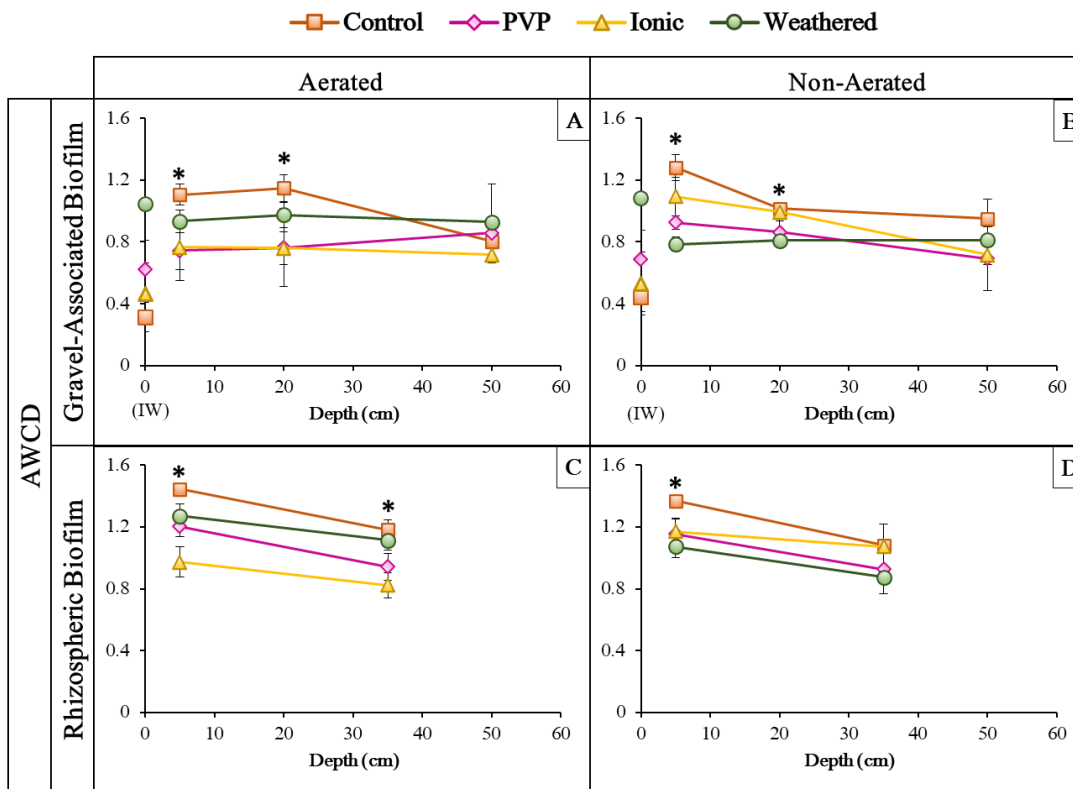 Control PVP Ionic Weathered
Aerated Non-Aerated
AWCD
Gravel-Associated Biofilm
A
1.6
1.2
0.8
0.4
0
*
*
0 10 20 30 40 50 60
(IW)
Depth (cm)
B
1.6
1.2
0.8
0.4
0
*
*
0 10 20 30 40 50 60
(IW)
Depth (cm)
Rhizospheric Biofilm
C
1.6
1.2
0.8
0.4
0
*
*
0 10 20 30 40 50 60
Depth (cm)
D
1.6
1.2
0.8
0.4
0
*
0 10 20 30 40 50 60
Depth (cm)